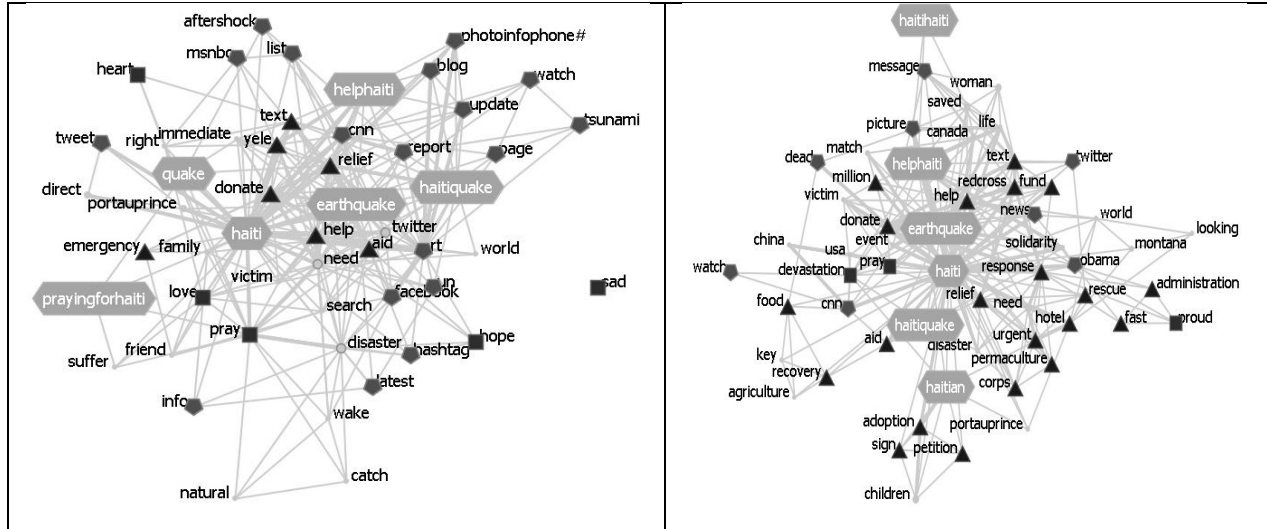 aftershock
photoinfophone#
msnbc
list
heart
blog
watch
helphaiti
update
text
tsunami
tweet
right
immediate
yele
cnn
report
page
relief
quake
direct
donate
haitiquake
portauprince
earthquake
emergency
family
haiti
help
twitter
aid
rt
world
need
victim
prayingforhaiti
love
search
facebook
un
sad
pray
disaster
hashtag
hope
suffer
friend
latest
info
wake
natural
catch
haitihaiti
message
woman
saved
picture
canada
life
dead
match
helphaiti
text
twitter
million
redcross
fund
victim
help
news
donate
earthquake
world
looking
china
usa
event
solidarity
montana
watch
devastation
pray
haiti
response
obama
food
cnn
relief
need
rescue
administration
haitiquake
hotel
fast
proud
aid
disaster
urgent
key
permaculture
recovery
agriculture
haitian
corps
adoption
portauprince
sign
petition
children